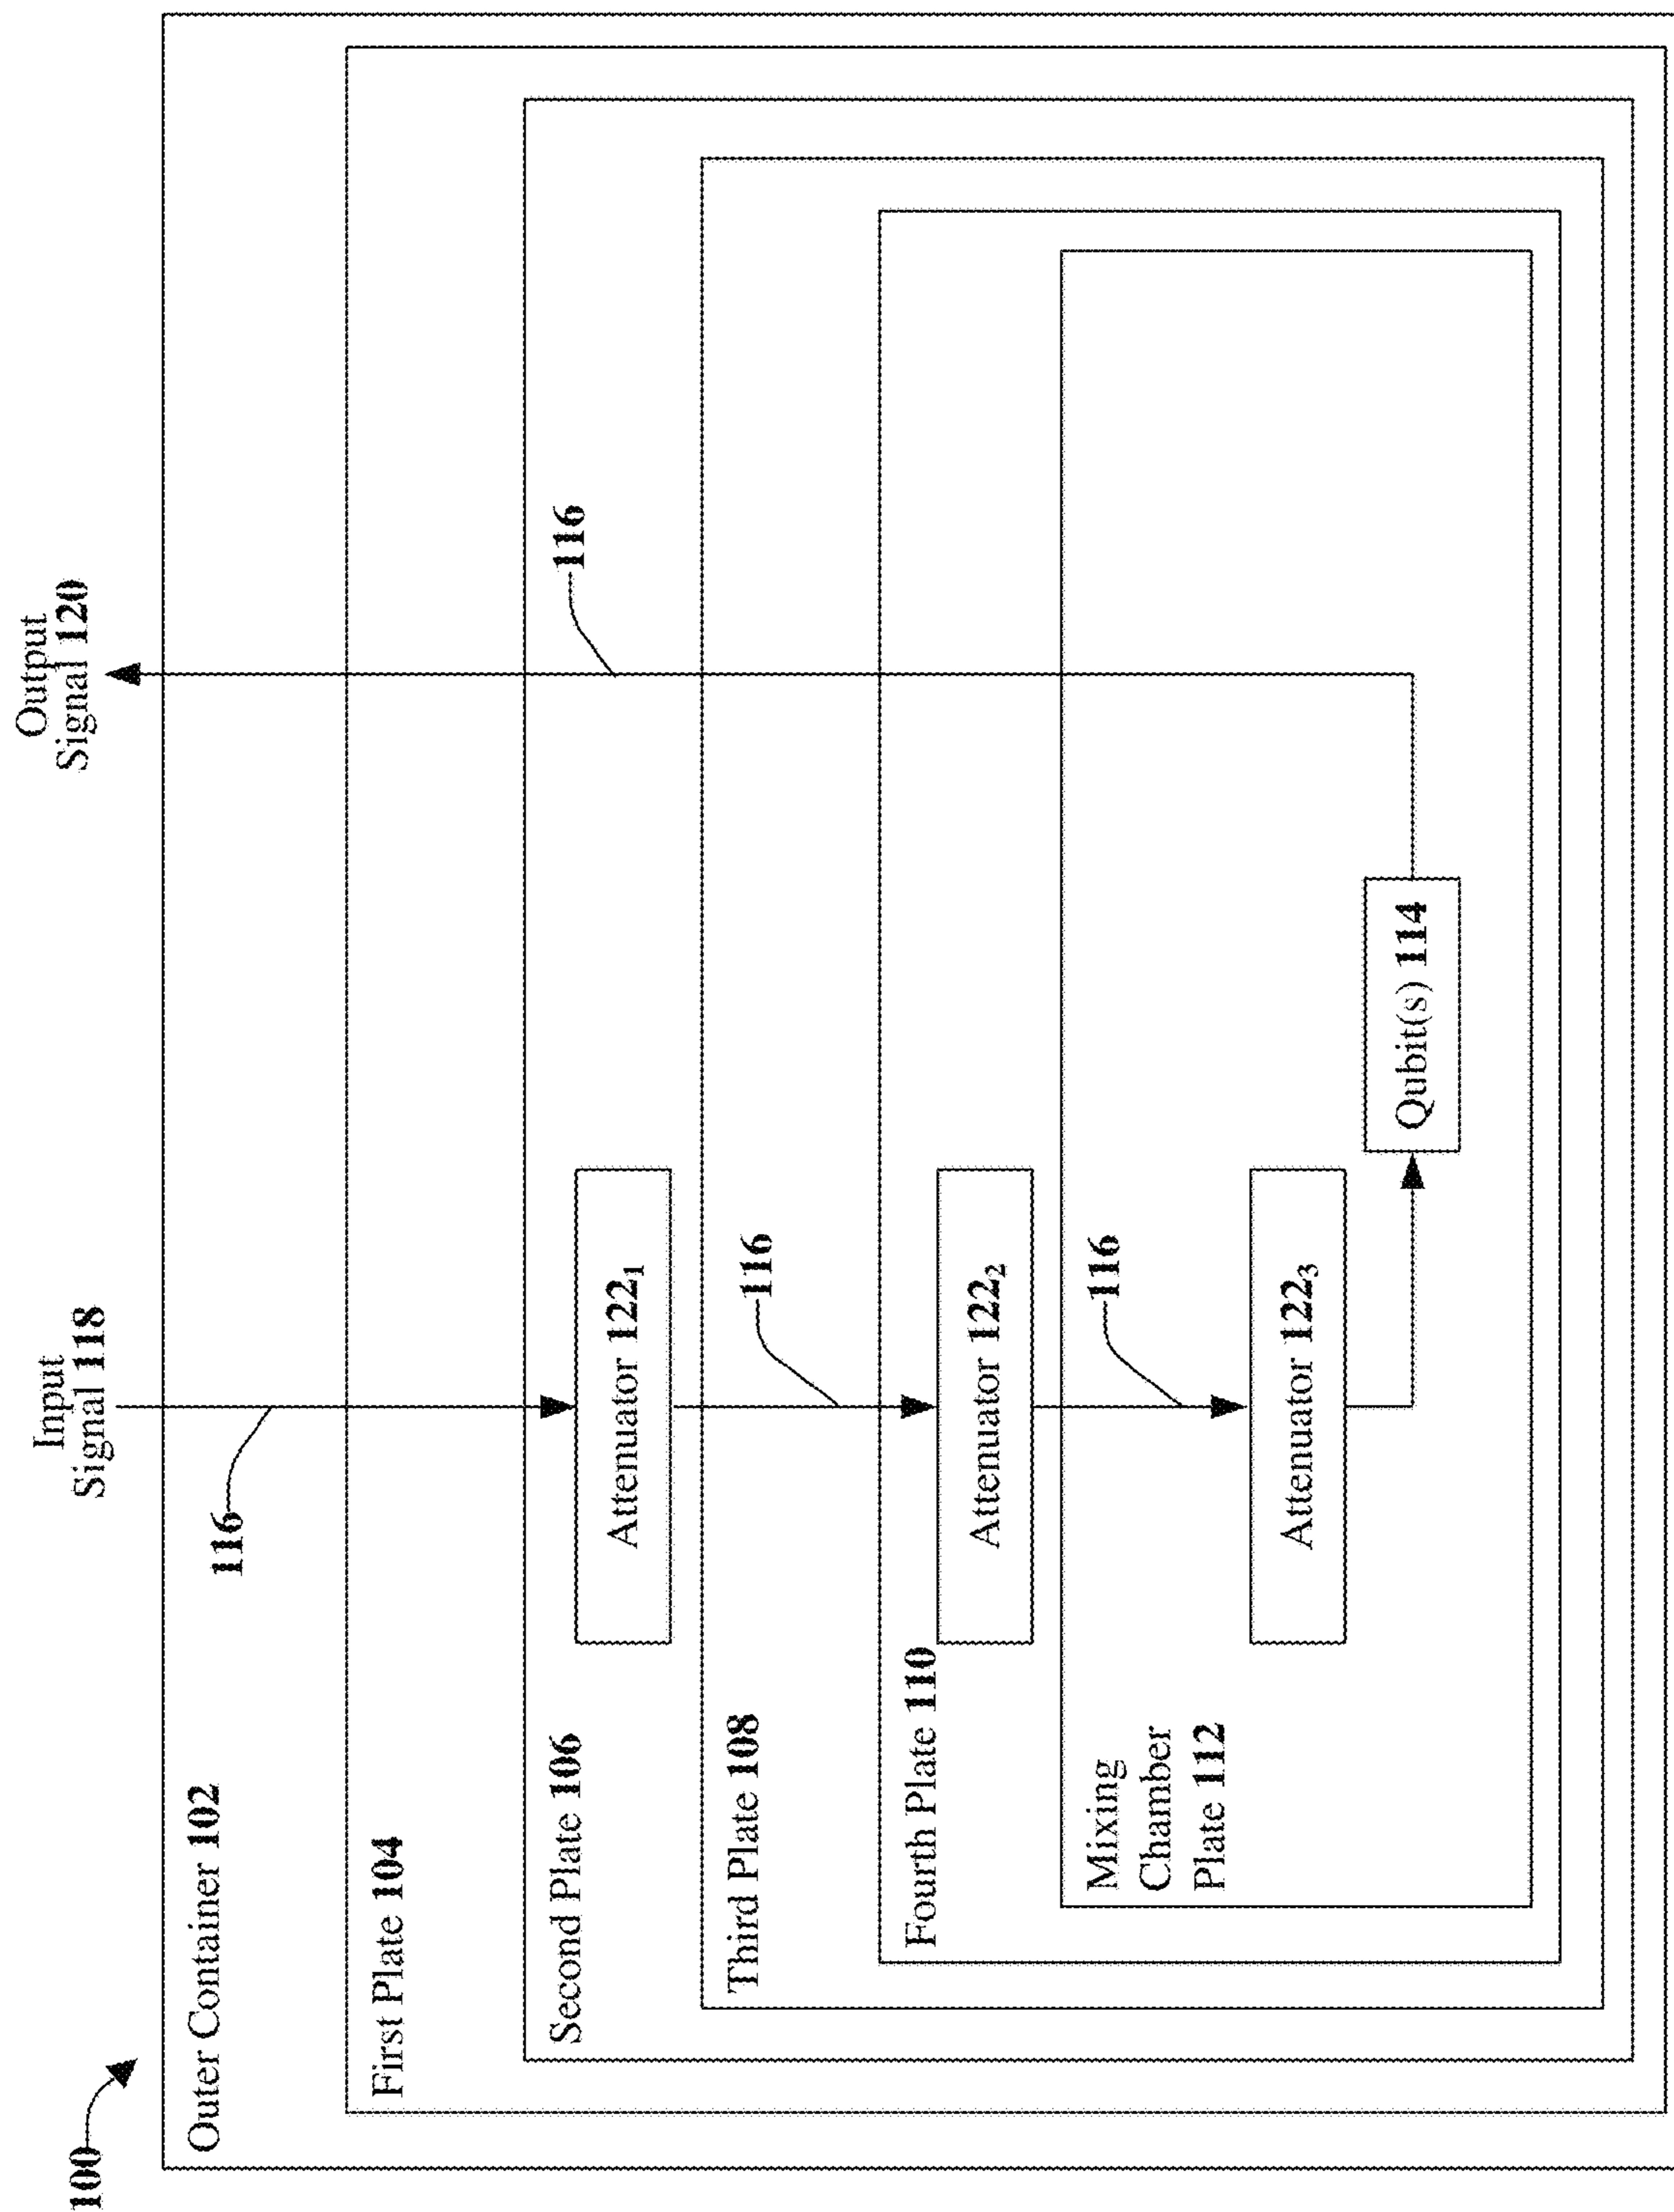 100
Input
Signal 118
Output
Signal 120
Outer Container 102
116
First Plate 104
Second Plate 106
116
Attenuator 122₁
Third Plate 108
116
Fourth Plate 110
Attenuator 122₂
Mixing
Chamber
Plate 112
116
Attenuator 122₃
Qubit(s) 114